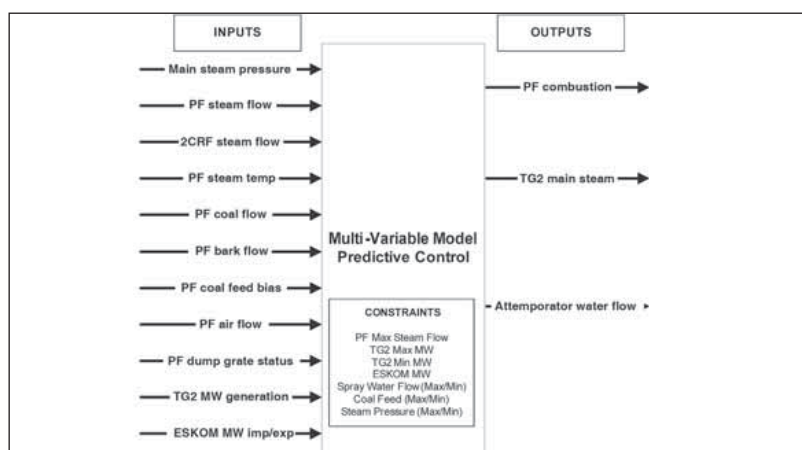 INPUTS
OUTPUTS
Main steam pressure
PF steam flow
2CRF steam flow
PF steam temp
PF coal flow
PF bark flow
PF coal feed bias
PF air flow
PF dump grate status
TG2 MW generation
ESKOM MW imp/exp
Multi-Variable Model
Predictive Control
CONSTRAINTS
PF Max Steam Flow
TG2 Max MW
TG2 Min MW
ESKOM MW
Spray Water Flow (Max/Min)
Coal Feed (Max/Min)
Steam Pressure (Max/Min)
PF combustion
TG2 main steam
Attemporator water flow